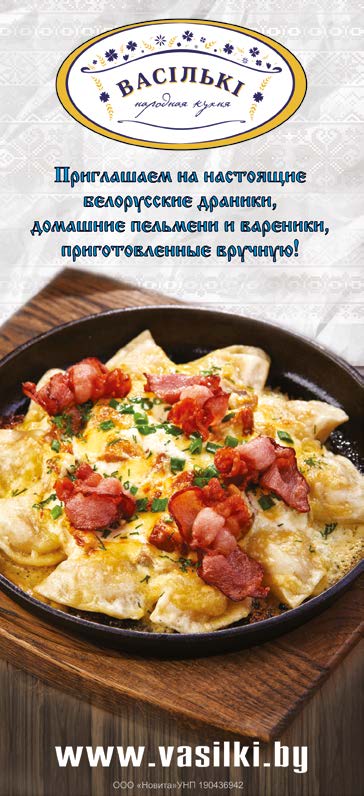 ВАСIЛЬКI
народная кухня
Приглашаем на настоящие
белорусские драники,
домашние пельмени и вареники,
приготовленные вручную!
www.vasilki.by
ООО «Новита»УНП 190436942